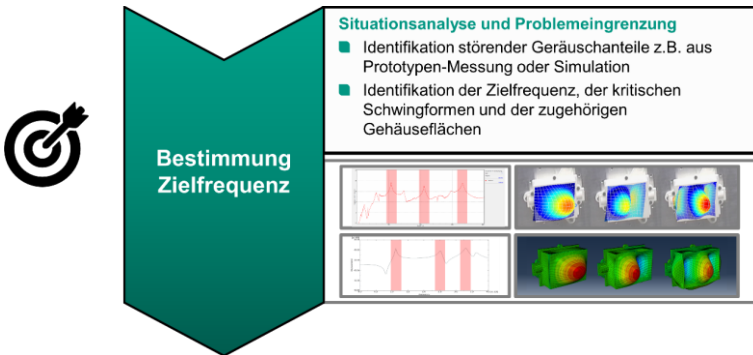 Situationsanalyse und Problemeingrenzung
Identifikation störender Geräuschanteile z.B. aus
Prototypen-Messung oder Simulation
Identifikation der Zielfrequenz, der kritischen
Schwingformen und der zugehörigen
Gehäuseflächen
Bestimmung
Zielfrequenz